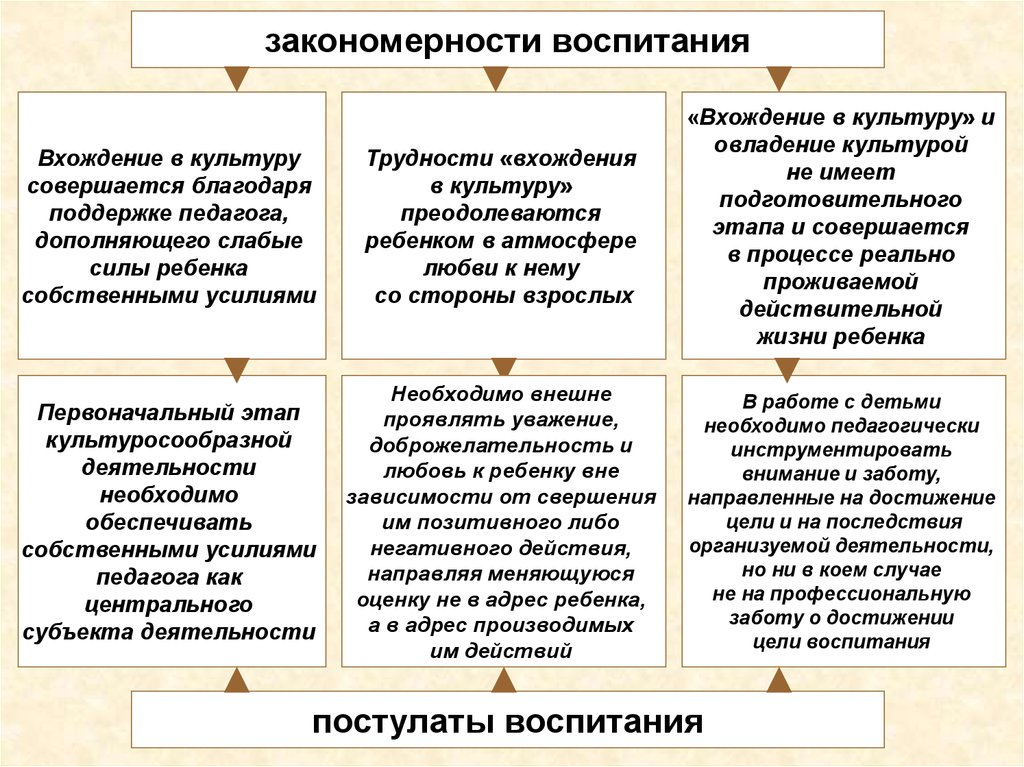 закономерности воспитания
Вхождение в культуру
совершается благодаря
поддержке педагога,
дополняющего слабые
силы ребенка
собственными усилиями
Трудности «вхождения
в культуру»
преодолеваются
ребенком в атмосфере
любви к нему
со стороны взрослых
«Вхождение в культуру» и
овладение культурой
не имеет
подготовительного
этапа и совершается
в процессе реально
проживаемой
действительной
жизни ребенка
Первоначальный этап
культуросообразной
деятельности
необходимо
обеспечивать
собственными усилиями
педагога как
центрального
субъекта деятельности
Необходимо внешне
проявлять уважение,
доброжелательность и
любовь к ребенку вне
зависимости от свершения
им позитивного либо
негативного действия,
направляя меняющуюся
оценку не в адрес ребенка,
а в адрес производимых
им действий
В работе с детьми
необходимо педагогически
инструментировать
внимание и заботу,
направленные на достижение
цели и на последствия
организуемой деятельности,
но ни в коем случае
не на профессиональную
заботу о достижении
цели воспитания
постулаты воспитания